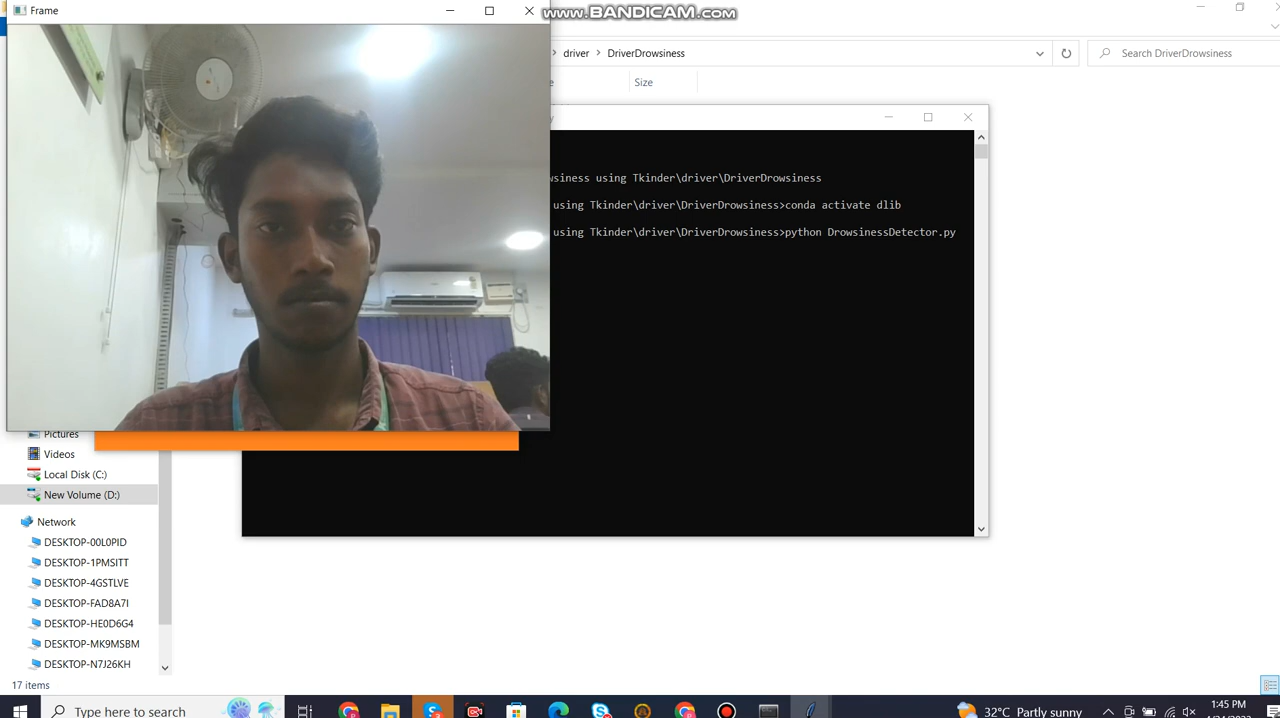 Frame
www.BANDICAM.com
driver
DriverDrowsiness
Search DriverDrowsiness
Size
using Tkinder\driver\DriverDrowsiness
using Tkinder\driver\DriverDrowsiness>conda activate dlib
using Tkinder\driver\DriverDrowsiness>python DrowsinessDetector.py
Pictures
Videos
Local Disk (C:)
New Volume (D:)
Network
DESKTOP-00L0PID
DESKTOP-1PMSITT
DESKTOP-4GSTLVE
DESKTOP-FAD8A7I
DESKTOP-HE0D6G4
DESKTOP-MK9MSBM
DESKTOP-N7J26KH
17 items
Type here to search
32°C Partly sunny
1:45 PM